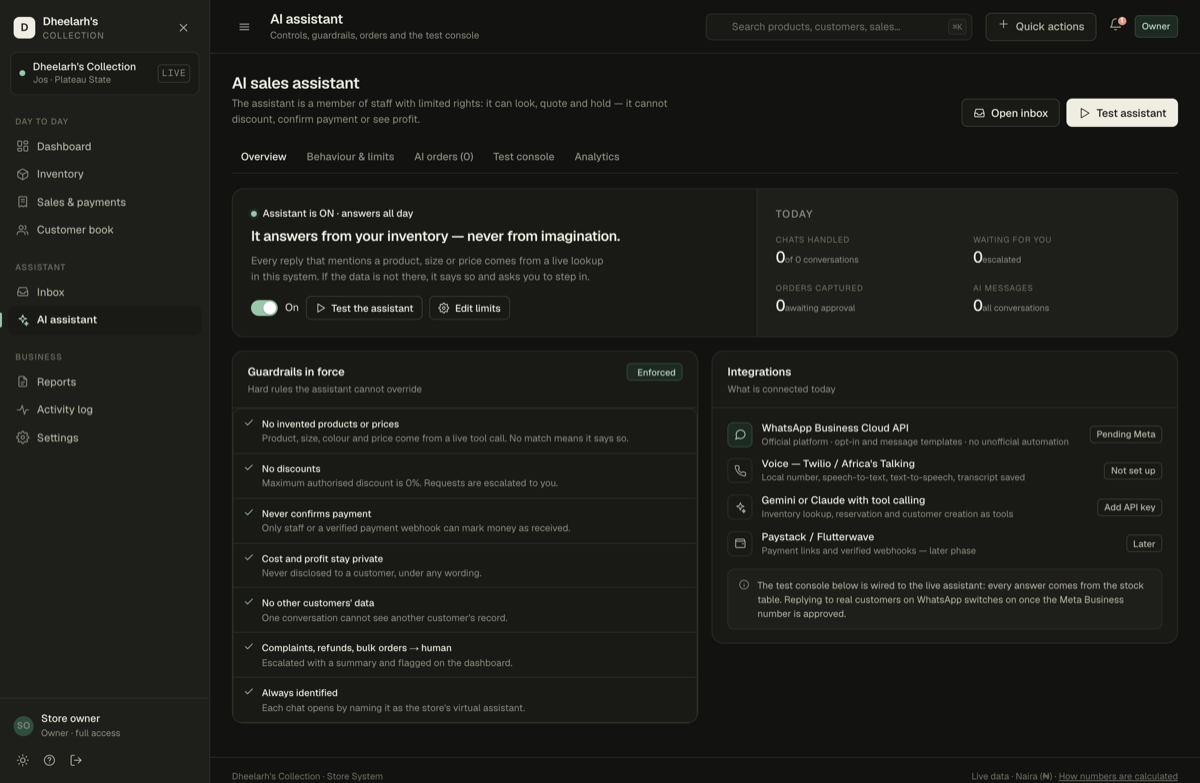 D
Dheelarh's
COLLECTION
Dheelarh's Collection
Jos · Plateau State
LIVE
DAY TO DAY
Dashboard
Inventory
Sales & payments
Customer book
ASSISTANT
Inbox
AI assistant
BUSINESS
Reports
Activity log
Settings
SO
Store owner
Owner · full access
AI assistant
Controls, guardrails, orders and the test console
Search products, customers, sales...
⌘K
Quick actions
1
Owner
AI sales assistant
The assistant is a member of staff with limited rights: it can look, quote and hold — it cannot
discount, confirm payment or see profit.
Open inbox
Test assistant
Overview
Behaviour & limits
AI orders (0)
Test console
Analytics
Assistant is ON · answers all day
It answers from your inventory — never from imagination.
Every reply that mentions a product, size or price comes from a live lookup
in this system. If the data is not there, it says so and asks you to step in.
On
Test the assistant
Edit limits
TODAY
CHATS HANDLED
0 of 0 conversations
WAITING FOR YOU
0 escalated
ORDERS CAPTURED
0 awaiting approval
AI MESSAGES
0 all conversations
Guardrails in force
Hard rules the assistant cannot override
Enforced
No invented products or prices
Product, size, colour and price come from a live tool call. No match means it says so.
No discounts
Maximum authorised discount is 0%. Requests are escalated to you.
Never confirms payment
Only staff or a verified payment webhook can mark money as received.
Cost and profit stay private
Never disclosed to a customer, under any wording.
No other customers' data
One conversation cannot see another customer's record.
Complaints, refunds, bulk orders → human
Escalated with a summary and flagged on the dashboard.
Always identified
Each chat opens by naming it as the store's virtual assistant.
Integrations
What is connected today
WhatsApp Business Cloud API
Official platform · opt-in and message templates · no unofficial automation
Pending Meta
Voice — Twilio / Africa's Talking
Local number, speech-to-text, text-to-speech, transcript saved
Not set up
Gemini or Claude with tool calling
Inventory lookup, reservation and customer creation as tools
Add API key
Paystack / Flutterwave
Payment links and verified webhooks — later phase
Later
The test console below is wired to the live assistant: every answer comes from the stock
table. Replying to real customers on WhatsApp switches on once the Meta Business
number is approved.
Dheelarh's Collection · Store System
Live data · Naira (₦) · How numbers are calculated